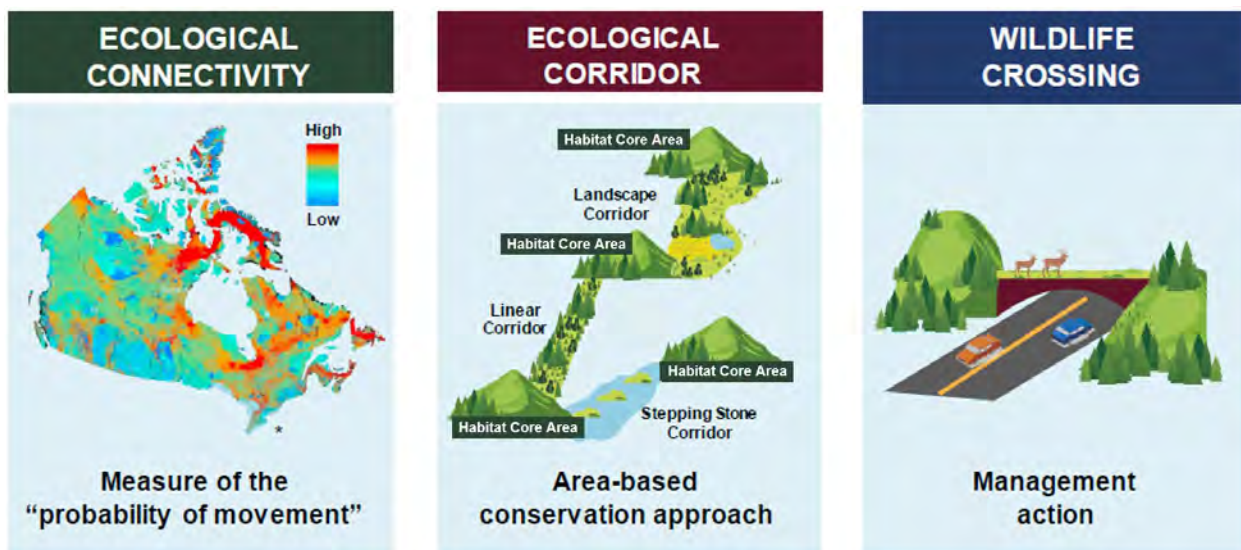 ECOLOGICAL
CONNECTIVITY
High
Low
*
Measure of the
“probability of movement”
ECOLOGICAL
CORRIDOR
Habitat Core Area
Landscape
Corridor
Habitat Core Area
Linear
Corridor
Habitat Core Area
Stepping Stone
Corridor
Habitat Core Area
Area-based
conservation approach
WILDLIFE
CROSSING
Management
action